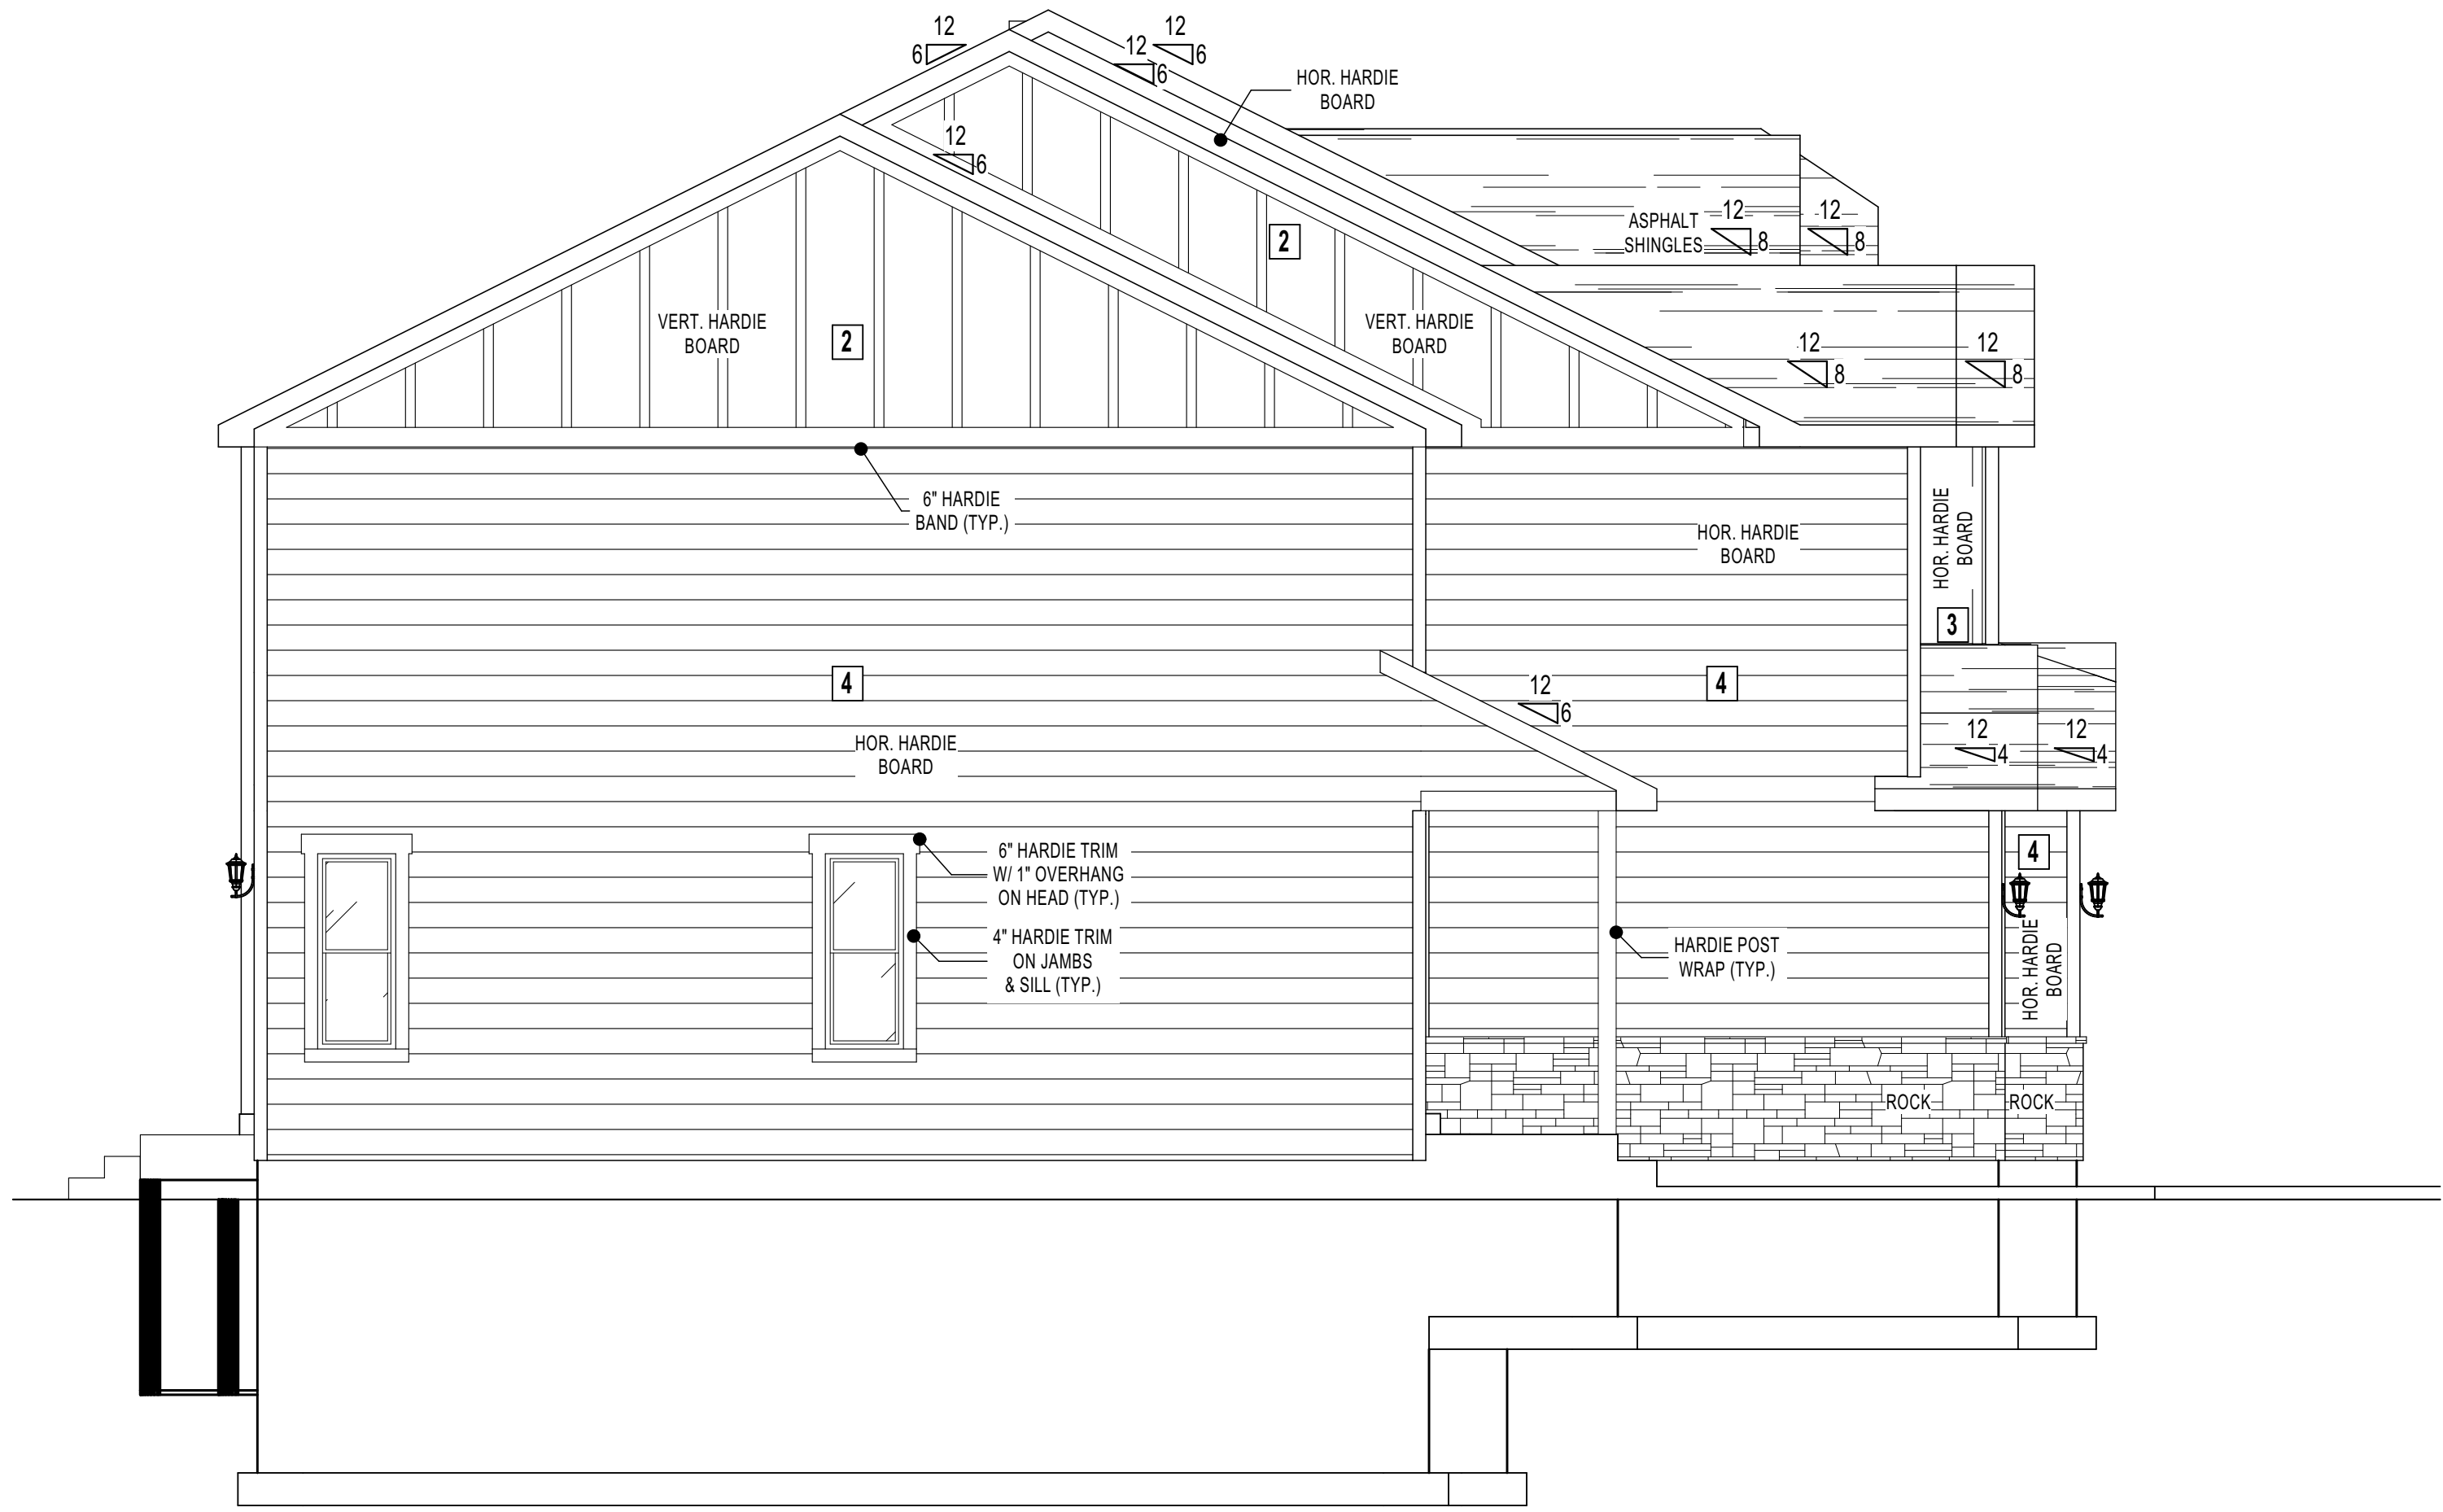 12
6
12
6
12
6
HOR. HARDIE
BOARD
12
6
ASPHALT
SHINGLES
12
8
12
8
2
VERT. HARDIE
BOARD
2
VERT. HARDIE
BOARD
12
8
12
8
6" HARDIE
BAND (TYP.)
HOR. HARDIE
BOARD
HOR. HARDIE
BOARD
3
4
4
12
6
HOR. HARDIE
BOARD
12
4
12
4
6" HARDIE TRIM
W/ 1" OVERHANG
ON HEAD (TYP.)
4
4" HARDIE TRIM
ON JAMBS
& SILL (TYP.)
HARDIE POST
WRAP (TYP.)
HOR. HARDIE
BOARD
ROCK
ROCK